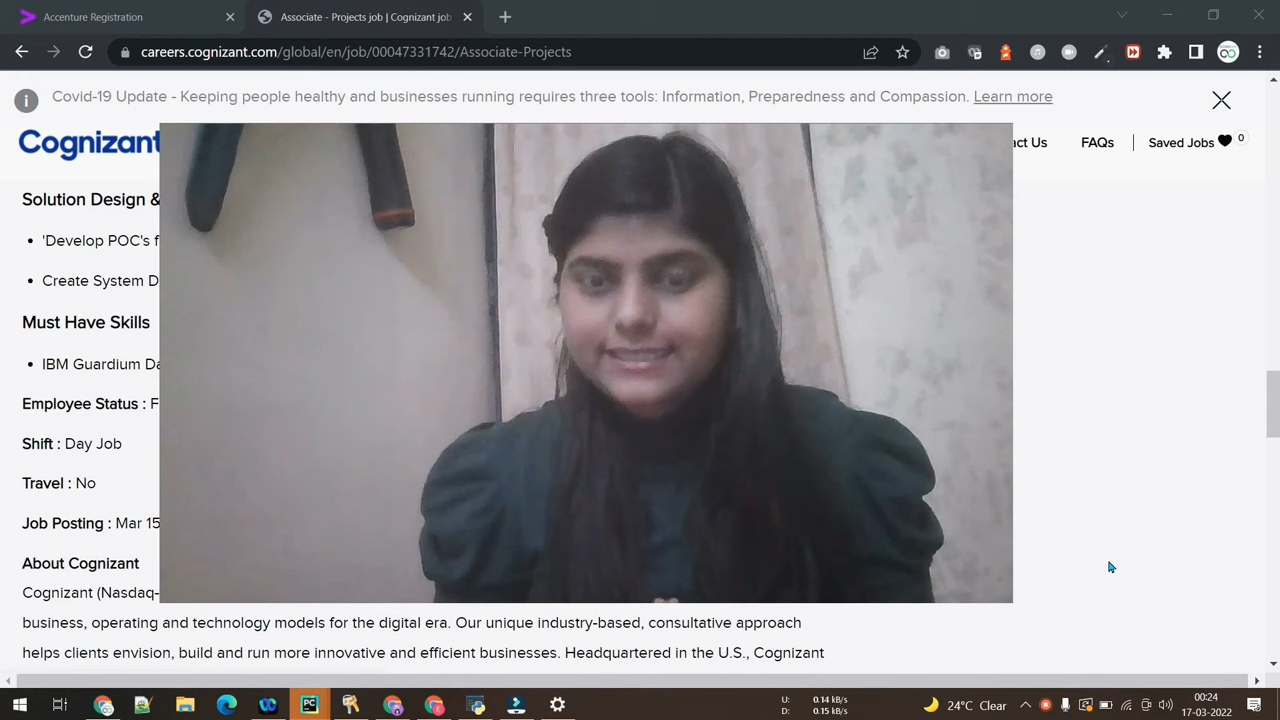 Accenture Registration
Associate - Projects job | Cognizant job
careers.cognizant.com/global/en/job/00047331742/Associate-Projects
Covid-19 Update - Keeping people healthy and businesses running requires three tools: Information, Preparedness and Compassion. Learn more
Cognizant
Us FAQs Saved Jobs 0
Solution Design &
'Develop POC's
Create System D
Must Have Skills
IBM Guardium
Employee Status : F
Shift : Day Job
Travel : No
Job Posting : Mar 15
About Cognizant
Cognizant (Nasdaq-
business, operating and technology models for the digital era. Our unique industry-based, consultative approach
helps clients envision, build and run more innovative and efficient businesses. Headquartered in the U.S., Cognizant
PC
U: 0.14 kB/s
D: 0.15 kB/s
24°C Clear
00:24
17-03-2022